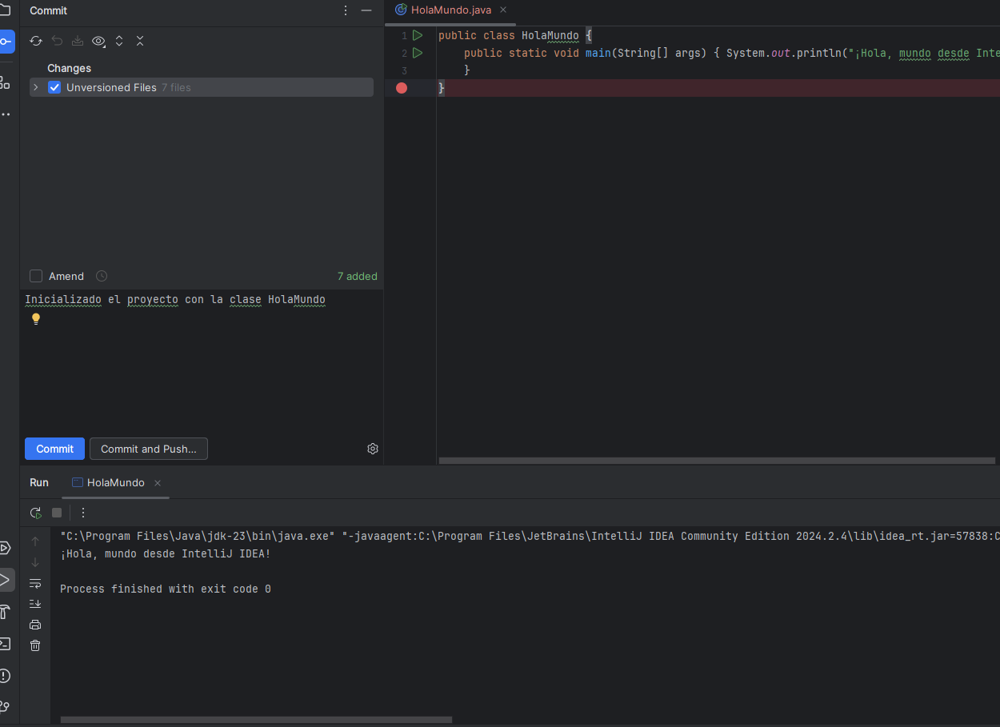 Commit
Changes
Unversioned Files 7 files
Amend
7 added
Inicializado el proyecto con la clase HolaMundo
Commit
Commit and Push...
HolaMundo.java
1 public class HolaMundo {
2 public static void main(String[] args) { System.out.println("¡Hola, mundo desde Inte
3 }
}
Run
HolaMundo
"C:\Program Files\Java\jdk-23\bin\java.exe" "-javaagent:C:\Program Files\JetBrains\IntelliJ IDEA Community Edition 2024.2.4\lib\idea_rt.jar=57838:C
¡Hola, mundo desde IntelliJ IDEA!
Process finished with exit code 0